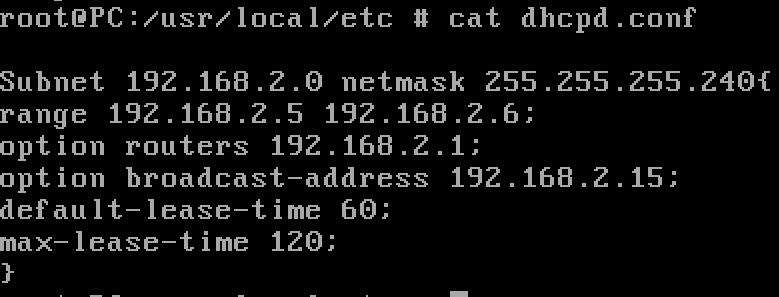 root@PC:/usr/local/etc # cat dhcpd.conf
Subnet 192.168.2.0 netmask 255.255.255.240{
range 192.168.2.5 192.168.2.6;
option routers 192.168.2.1;
option broadcast-address 192.168.2.15;
default-lease-time 60;
max-lease-time 120;
}